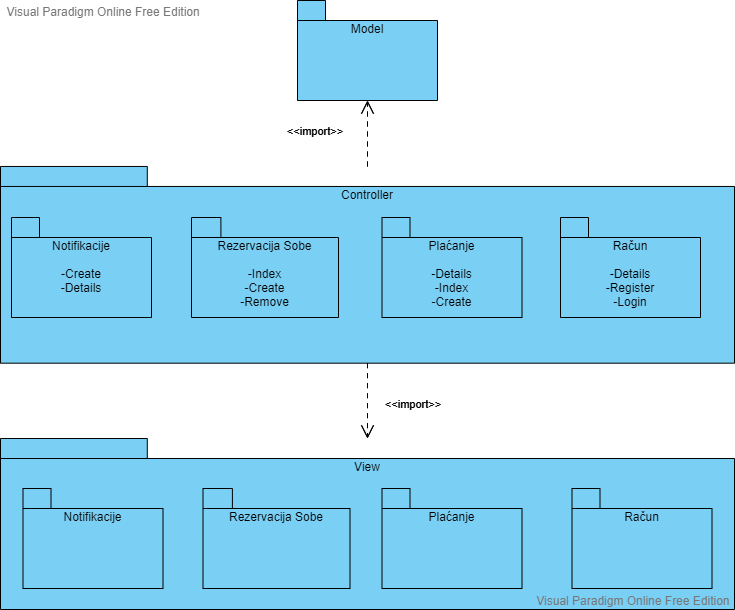 Visual Paradigm Online Free Edition
Model
<<import>>
Controller
Notifikacije
-Create
-Details
Rezervacija Sobe
-Index
-Create
-Remove
Plaćanje
-Details
-Index
-Create
Račun
-Details
-Register
-Login
<<import>>
View
Notifikacije
Rezervacija Sobe
Plaćanje
Račun
Visual Paradigm Online Free Edition